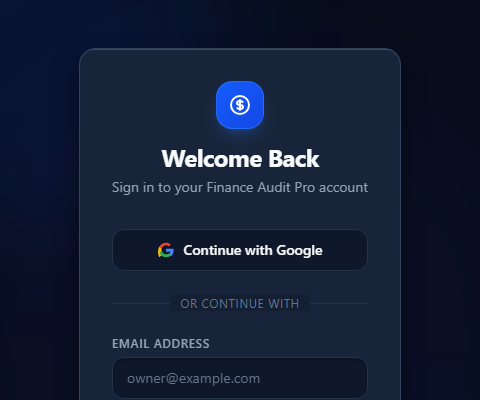 Welcome Back
Sign in to your Finance Audit Pro account
Continue with Google
OR CONTINUE WITH
EMAIL ADDRESS
owner@example.com